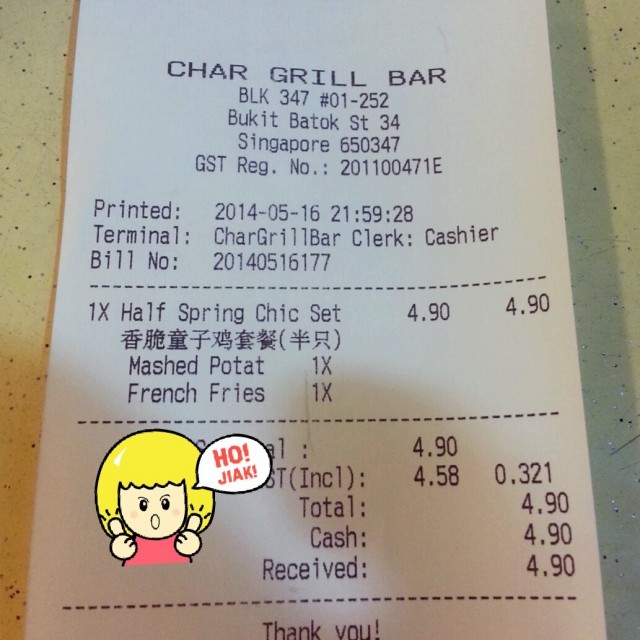 CHAR GRILL BAR
BLK 347 #01-252
Bukit Batok St 34
Singapore 650347
GST Reg. No.: 201100471E
Printed: 2014-05-16 21:59:28
Terminal: CharGrillBar Clerk: Cashier
Bill No: 20140516177
1X Half Spring Chic Set 4.90 4.90
香脆童子鸡套餐(半只)
Mashed Potat 1X
French Fries 1X
: 4.90
(Incl): 4.58 0.321
Total: 4.90
Cash: 4.90
Received: 4.90
Thank you!
HO!
JIAK!